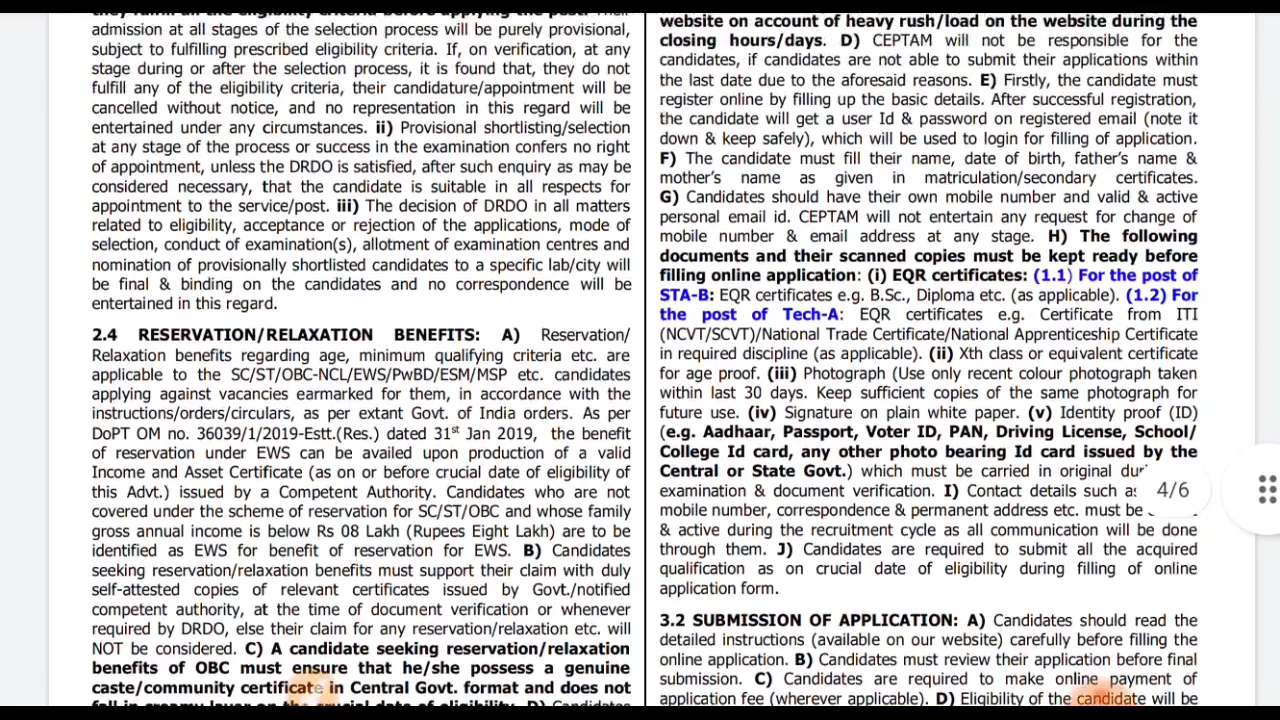 they fulfill all the eligibility criteria before applying the post. Their
admission at all stages of the selection process will be purely provisional,
subject to fulfilling prescribed eligibility criteria. If, on verification, at any
stage during or after the selection process, it is found that, they do not
fulfill any of the eligibility criteria, their candidature/appointment will be
cancelled without notice, and no representation in this regard will be
entertained under any circumstances. ii) Provisional shortlisting/selection
at any stage of the process or success in the examination confers no right
of appointment, unless the DRDO is satisfied, after such enquiry as may be
considered necessary, that the candidate is suitable in all respects for
appointment to the service/post. iii) The decision of DRDO in all matters
related to eligibility, acceptance or rejection of the applications, mode of
selection, conduct of examination(s), allotment of examination centres and
nomination of provisionally shortlisted candidates to a specific lab/city will
be final & binding on the candidates and no correspondence will be
entertained in this regard.
2.4 RESERVATION/RELAXATION BENEFITS: A) Reservation/
Relaxation benefits regarding age, minimum qualifying criteria etc. are
applicable to the SC/ST/OBC-NCL/EWS/PwBD/ESM/MSP etc. candidates
applying against vacancies earmarked for them, in accordance with the
instructions/orders/circulars, as per extant Govt. of India orders. As per
DoPT OM no. 36039/1/2019-Estt.(Res.) dated 31st Jan 2019, the benefit
of reservation under EWS can be availed upon production of a valid
Income and Asset Certificate (as on or before crucial date of eligibility of
this Advt.) issued by a Competent Authority. Candidates who are not
covered under the scheme of reservation for SC/ST/OBC and whose family
gross annual income is below Rs 08 Lakh (Rupees Eight Lakh) are to be
identified as EWS for benefit of reservation for EWS. B) Candidates
seeking reservation/relaxation benefits must support their claim with duly
self-attested copies of relevant certificates issued by Govt./notified
competent authority, at the time of document verification or whenever
required by DRDO, else their claim for any reservation/relaxation etc. will
NOT be considered. C) A candidate seeking reservation/relaxation
benefits of OBC must ensure that he/she possess a genuine
caste/community certificate in Central Govt. format and does not
fall in creamy layer on the crucial date of eligibility. D) Candidates
website on account of heavy rush/load on the website during the
closing hours/days. D) CEPTAM will not be responsible for the
candidates, if candidates are not able to submit their applications within
the last date due to the aforesaid reasons. E) Firstly, the candidate must
register online by filling up the basic details. After successful registration,
the candidate will get a user Id & password on registered email (note it
down & keep safely), which will be used to login for filling of application.
F) The candidate must fill their name, date of birth, father's name &
mother's name as given in matriculation/secondary certificates.
G) Candidates should have their own mobile number and valid & active
personal email id. CEPTAM will not entertain any request for change of
mobile number & email address at any stage. H) The following
documents and their scanned copies must be kept ready before
filling online application: (i) EQR certificates: (1.1) For the post of
STA-B: EQR certificates e.g. B.Sc., Diploma etc. (as applicable). (1.2) For
the post of Tech-A: EQR certificates e.g. Certificate from ITI
(NCVT/SCVT)/National Trade Certificate/National Apprenticeship Certificate
in required discipline (as applicable). (ii) Xth class or equivalent certificate
for age proof. (iii) Photograph (Use only recent colour photograph taken
within last 30 days. Keep sufficient copies of the same photograph for
future use. (iv) Signature on plain white paper. (v) Identity proof (ID)
(e.g. Aadhaar, Passport, Voter ID, PAN, Driving License, School/
College Id card, any other photo bearing Id card issued by the
Central or State Govt.) which must be carried in original
examination & document verification. I) Contact details such as
mobile number, correspondence & permanent address etc. must be
& active during the recruitment cycle as all communication will be done
through them. J) Candidates are required to submit all the acquired
qualification as on crucial date of eligibility during filling of online
application form.
3.2 SUBMISSION OF APPLICATION: A) Candidates should read the
detailed instructions (available on our website) carefully before filling the
online application. B) Candidates must review their application before final
submission. C) Candidates are required to make online payment of
application fee (wherever applicable). D) Eligibility of the candidate will be
4/6